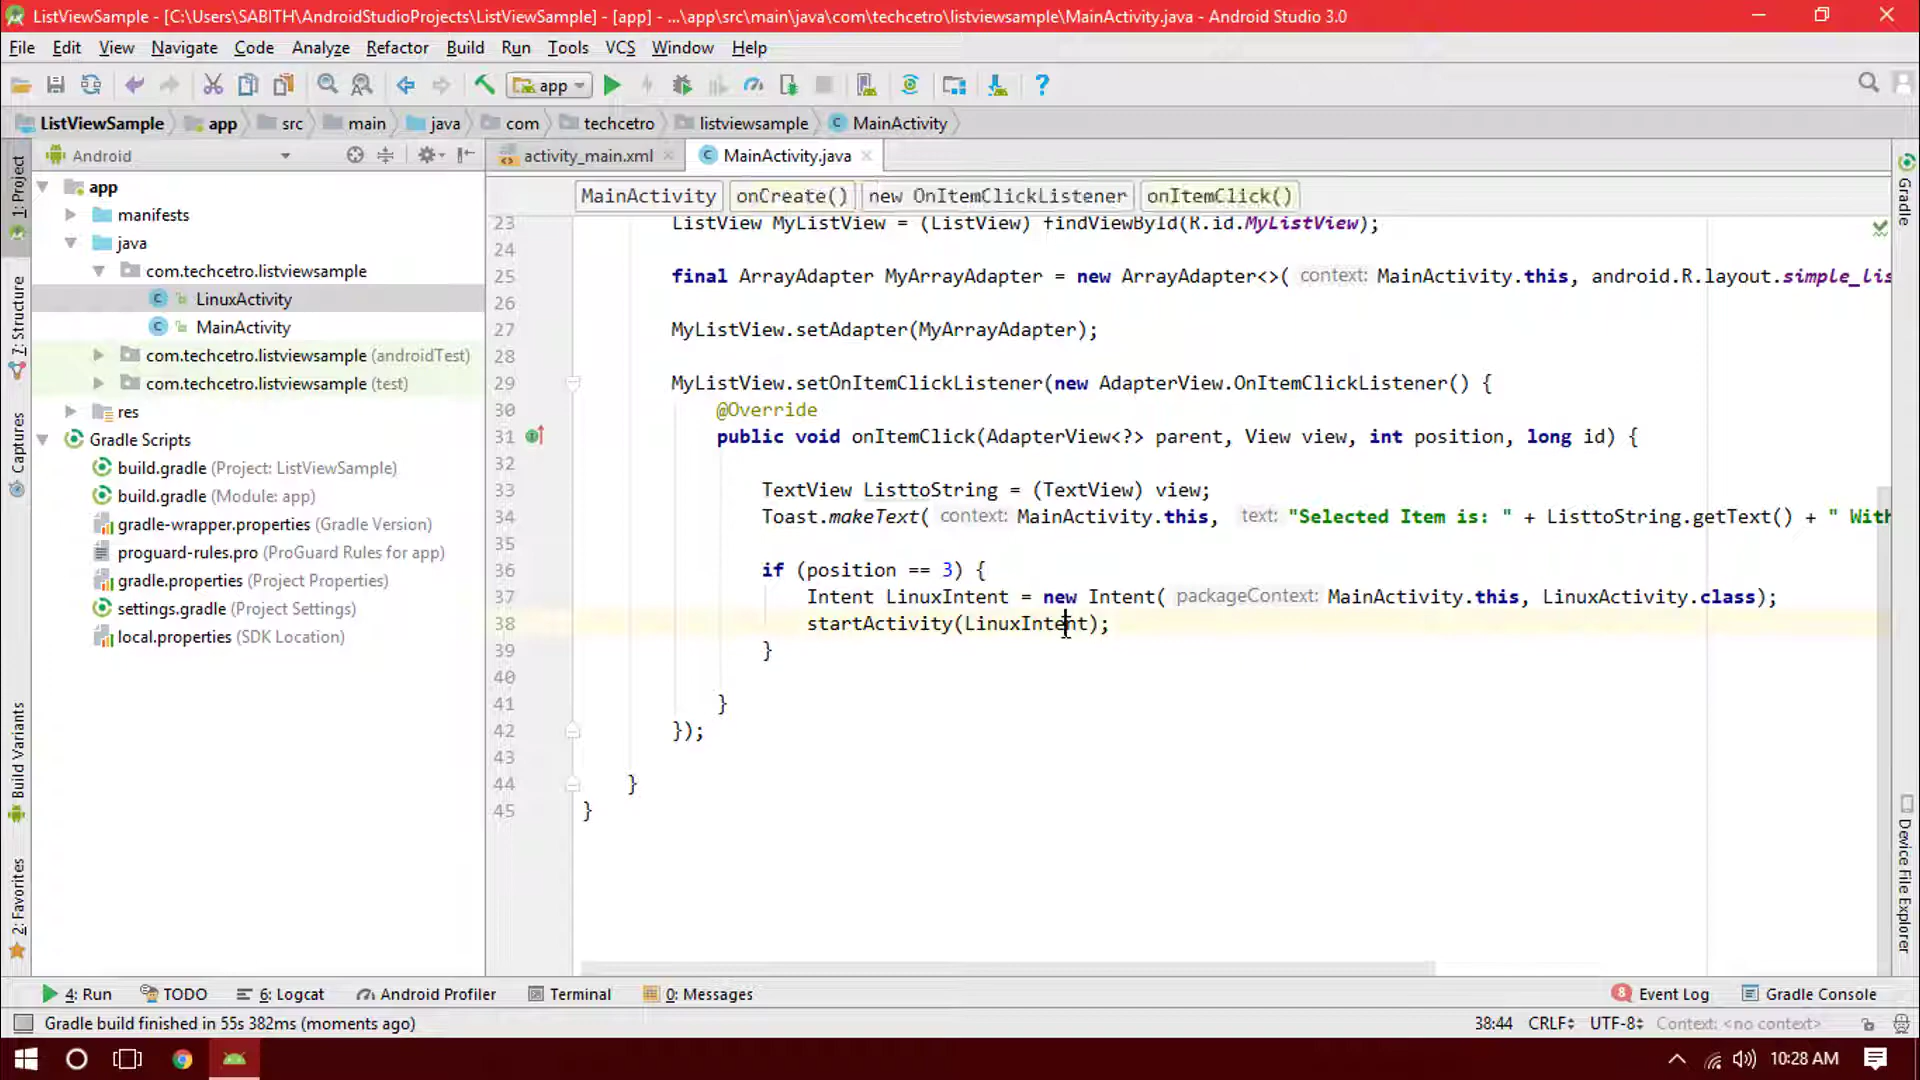 ListViewSample - [C:\Users\SABITH\AndroidStudioProjects\ListViewSample] - [app] - ...\app\src\main\java\com\techcetro\listviewsample\MainActivity.java - Android Studio 3.0
File Edit View Navigate Code Analyze Refactor Build Run Tools VCS Window Help
app
ListViewSample app src main java com techcetro listviewsample MainActivity
Android
activity_main.xml MainActivity.java
MainActivity onCreate() new OnItemClickListener onItemClick()
1: Project
7: Structure
Captures
Build Variants
2: Favorites
app
manifests
java
com.techcetro.listviewsample
LinuxActivity
MainActivity
com.techcetro.listviewsample (androidTest)
com.techcetro.listviewsample (test)
res
Gradle Scripts
build.gradle (Project: ListViewSample)
build.gradle (Module: app)
gradle-wrapper.properties (Gradle Version)
proguard-rules.pro (ProGuard Rules for app)
gradle.properties (Project Properties)
settings.gradle (Project Settings)
local.properties (SDK Location)
23 ListView MyListView = (ListView) findViewById(R.id.MyListView);
24
25 final ArrayAdapter MyArrayAdapter = new ArrayAdapter<>( context: MainActivity.this, android.R.layout.simple_lis
26
27 MyListView.setAdapter(MyArrayAdapter);
28
29 MyListView.setOnItemClickListener(new AdapterView.OnItemClickListener() {
30 @Override
31 public void onItemClick(AdapterView<?> parent, View view, int position, long id) {
32
33 TextView ListtoString = (TextView) view;
34 Toast.makeText( context: MainActivity.this, text: "Selected Item is: " + ListtoString.getText() + " With
35
36 if (position == 3) {
37 Intent LinuxIntent = new Intent( packageContext: MainActivity.this, LinuxActivity.class);
38 startActivity(LinuxIntent);
39 }
40
41 }
42 });
43
44 }
45 }
Gradle
Device File Explorer
4: Run TODO 6: Logcat Android Profiler Terminal 0: Messages 8 Event Log Gradle Console
Gradle build finished in 55s 382ms (moments ago) 38:44 CRLF UTF-8 Context: <no context>
10:28 AM